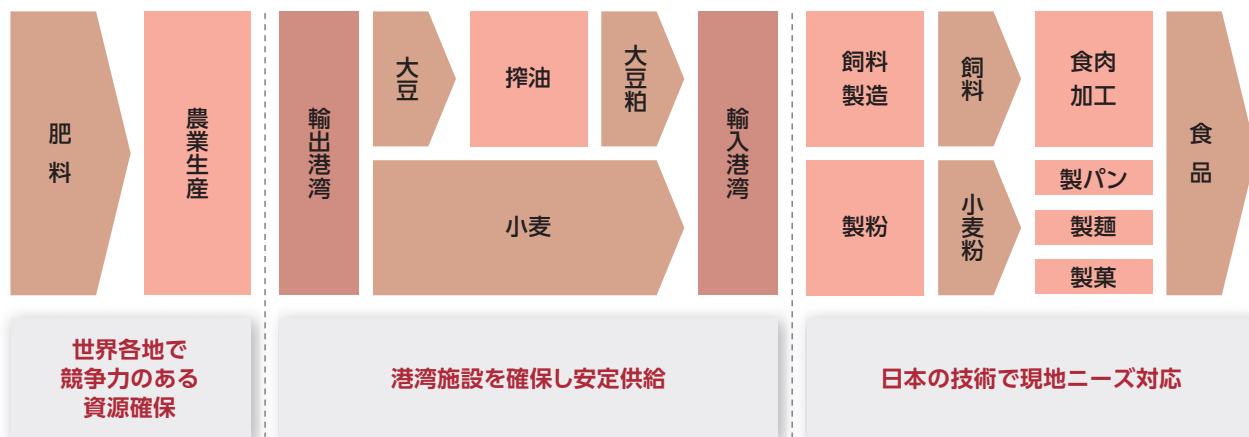 肥料
農業生産
輸出港湾
大豆
搾油
大豆粕
小麦
輸入港湾
飼料
製造
飼料
食肉
加工
製粉
小麦粉
製パン
製麺
製菓
食品
世界各地で
競争力のある
資源確保
港湾施設を確保し安定供給
日本の技術で現地ニーズ対応